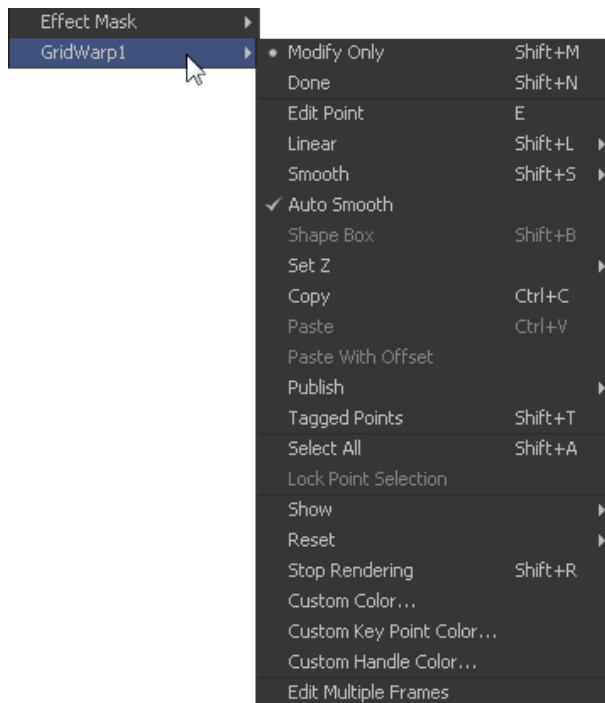 Effect Mask
GridWarp1
Modify Only Shift+M
Done Shift+N
Edit Point E
Linear Shift+L
Smooth Shift+S
Auto Smooth
Shape Box Shift+B
Set Z
Copy Ctrl+C
Paste Ctrl+V
Paste With Offset
Publish
Tagged Points Shift+T
Select All Shift+A
Lock Point Selection
Show
Reset
Stop Rendering Shift+R
Custom Color...
Custom Key Point Color...
Custom Handle Color...
Edit Multiple Frames